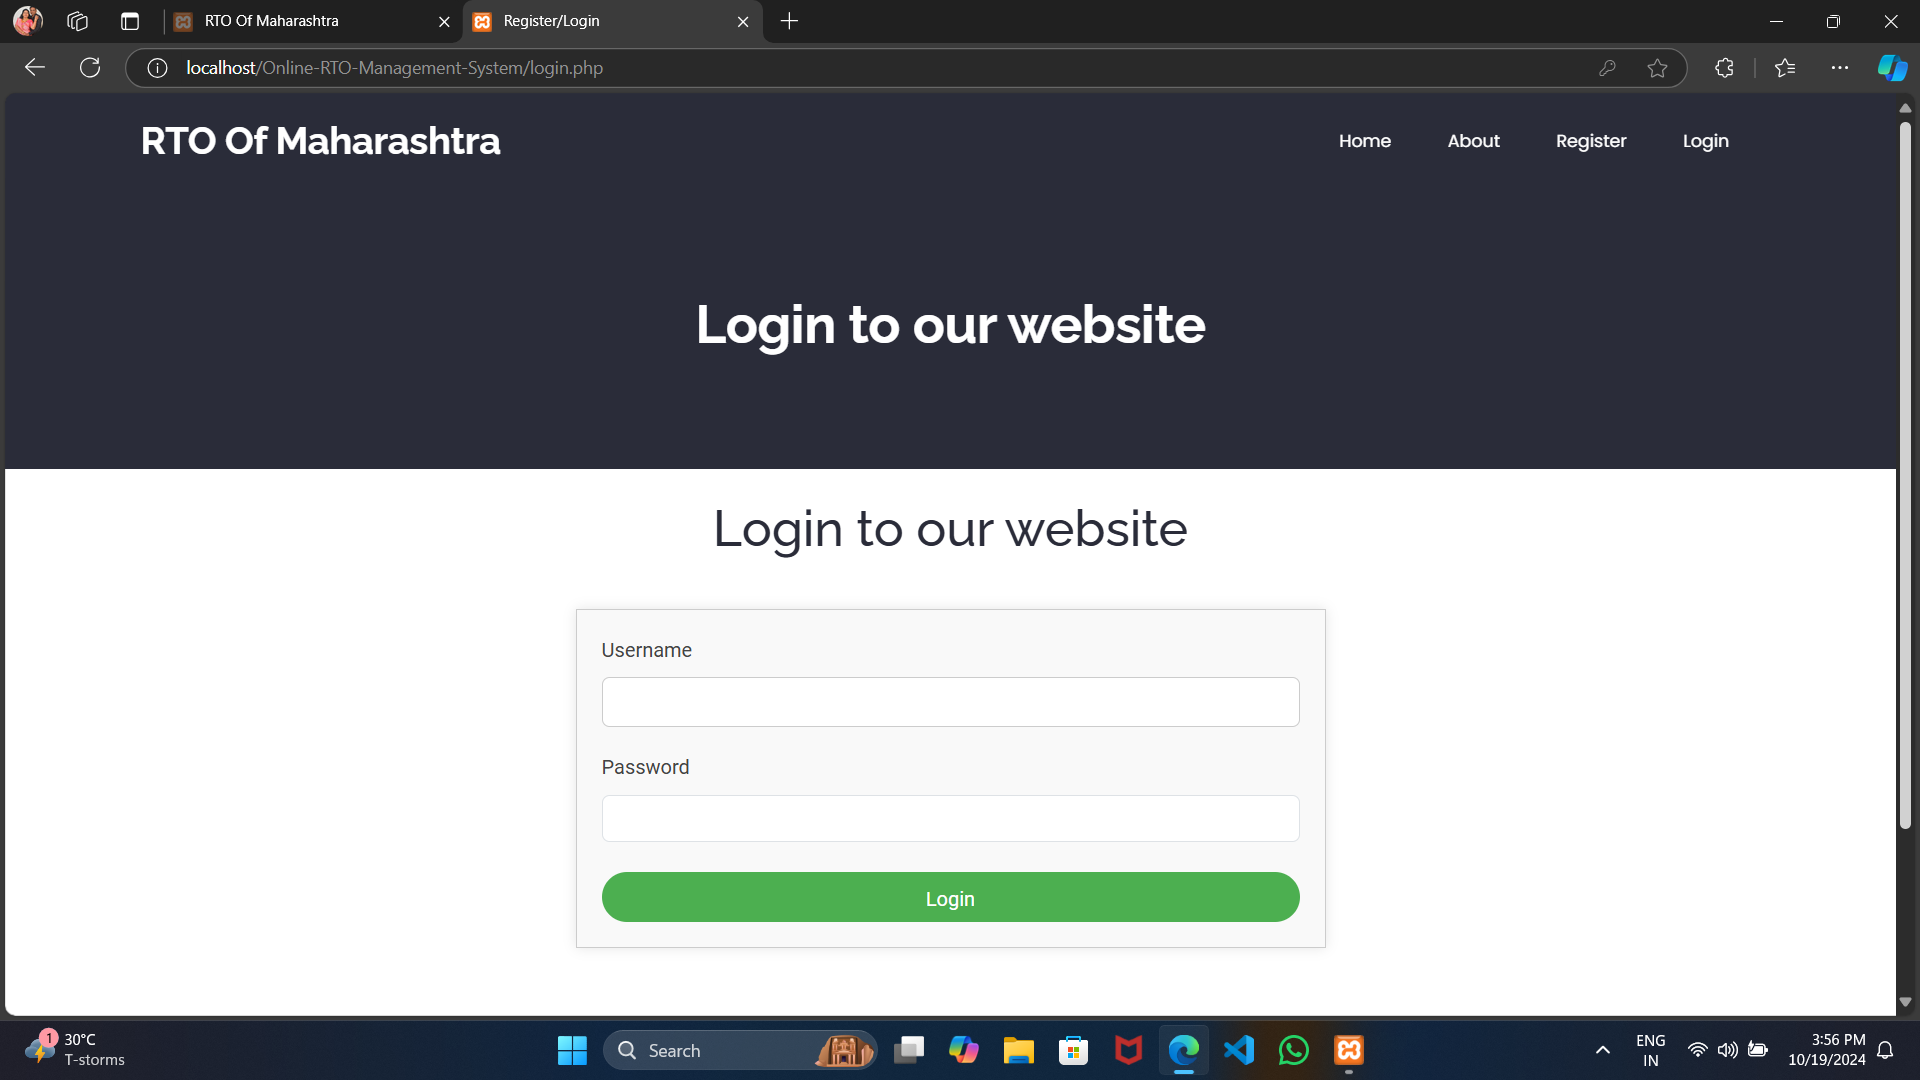 RTO Of Maharashtra
Register/Login
localhost/Online-RTO-Management-System/login.php
RTO Of Maharashtra
Home About Register Login
Login to our website
Login to our website
Username
Password
Login
1
30°C
T-storms
Search
ENG
IN
3:56 PM
10/19/2024